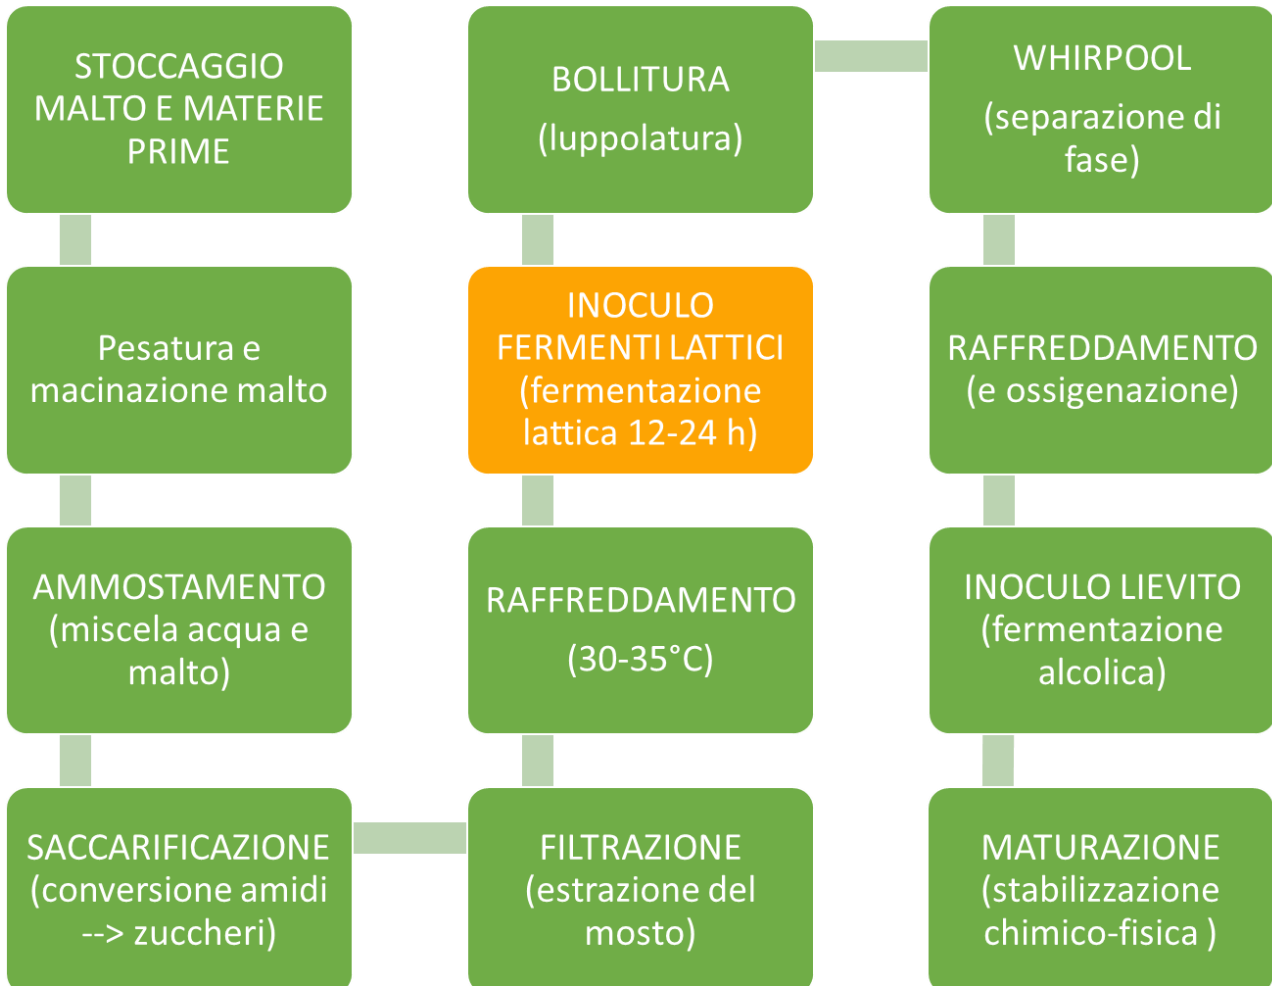 STOCCAGGIO
MALTO E MATERIE
PRIME
Pesatura e
macinazione malto
AMMOSTAMENTO
(miscela acqua e
malto)
SACCARIFICAZIONE
(conversione amidi
--> zuccheri)
FILTRAZIONE
(estrazione del
mosto)
RAFFREDDAMENTO
(30-35°C)
INOCULO
FERMENTI LATTICI
(fermentazione
lattica 12-24 h)
BOLLITURA
(luppolatura)
WHIRPOOL
(separazione di
fase)
RAFFREDDAMENTO
(e ossigenazione)
INOCULO LIEVITO
(fermentazione
alcolica)
MATURAZIONE
(stabilizzazione
chimico-fisica )